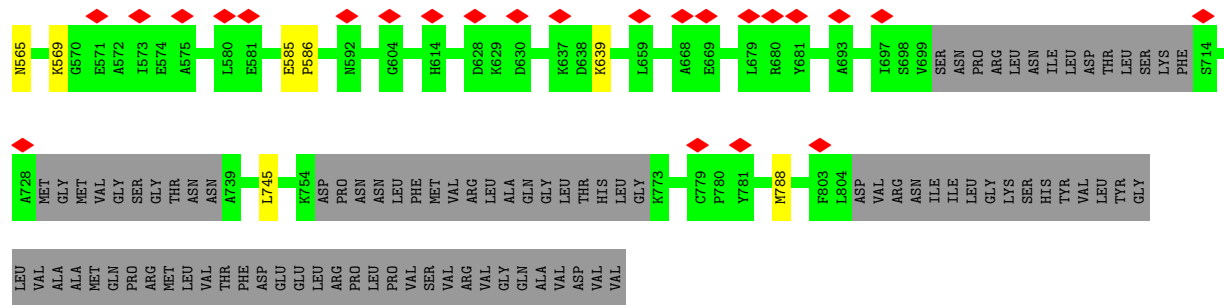 N565 K569 G570 E571 A572 I573 E574 A575 L580 E581 E585 P586 N592 G604 H614 D628 K629 D630 K637 D638 K639 L659 A668 E669 L679 R680 Y681 A693 I697 S698 V699 SER ASN PRO ARG LEU ASN ILE LEU ASP THR LEU SER LYS PHE S714
A728 MET GLY MET VAL GLY SER GLY THR ASN ASN A739 L745 K754 ASP PRO ASN ASN LEU PHE MET VAL ARG LEU ALA GLN GLY LEU THR HIS LEU GLY K773 C779 P780 Y781 M788 F803 L804 ASP VAL ARG ASN ILE ILE LEU GLY LYS SER HIS TYR VAL LEU TYR GLY
LEU VAL ALA ALA MET GLN PRO ARG MET LEU VAL THR PHE ASP GLU GLU LEU ARG PRO LEU PRO VAL SER VAL ARG VAL GLY GLN ALA VAL ASP VAL VAL